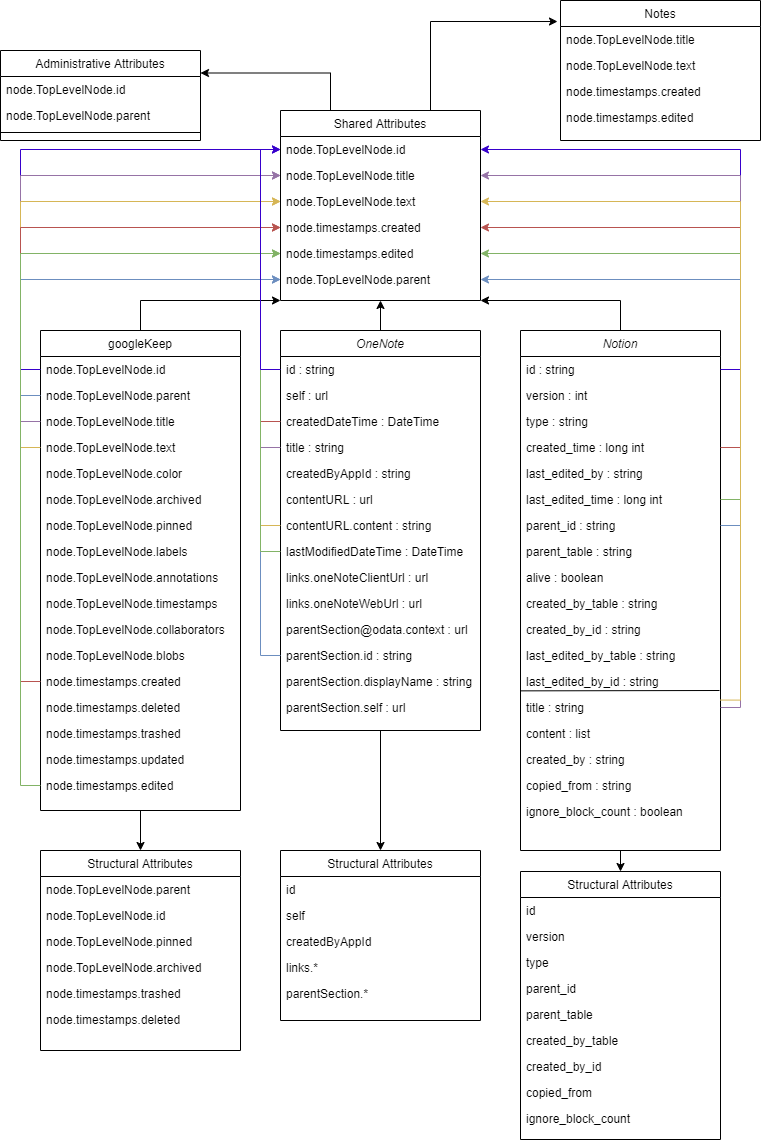 Notes
node.TopLevelNode.title
node.TopLevelNode.text
node.timestamps.created
node.timestamps.edited
Administrative Attributes
node.TopLevelNode.id
node.TopLevelNode.parent
Shared Attributes
node.TopLevelNode.id
node.TopLevelNode.title
node.TopLevelNode.text
node.timestamps.created
node.timestamps.edited
node.TopLevelNode.parent
googleKeep
node.TopLevelNode.id
node.TopLevelNode.parent
node.TopLevelNode.title
node.TopLevelNode.text
node.TopLevelNode.color
node.TopLevelNode.archived
node.TopLevelNode.pinned
node.TopLevelNode.labels
node.TopLevelNode.annotations
node.TopLevelNode.timestamps
node.TopLevelNode.collaborators
node.TopLevelNode.blobs
node.timestamps.created
node.timestamps.deleted
node.timestamps.trashed
node.timestamps.updated
node.timestamps.edited
OneNote
id : string
self : url
createdDateTime : DateTime
title : string
createdByAppId : string
contentURL : url
contentURL.content : string
lastModifiedDateTime : DateTime
links.oneNoteClientUrl : url
links.oneNoteWebUrl : url
parentSection@odata.context : url
parentSection.id : string
parentSection.displayName : string
parentSection.self : url
Notion
id : string
version : int
type : string
created_time : long int
last_edited_by : string
last_edited_time : long int
parent_id : string
parent_table : string
alive : boolean
created_by_table : string
created_by_id : string
last_edited_by_table : string
last_edited_by_id : string
title : string
content : list
created_by : string
copied_from : string
ignore_block_count : boolean
Structural Attributes
node.TopLevelNode.parent
node.TopLevelNode.id
node.TopLevelNode.pinned
node.TopLevelNode.archived
node.timestamps.trashed
node.timestamps.deleted
Structural Attributes
id
self
createdByAppId
links.*
parentSection.*
Structural Attributes
id
version
type
parent_id
parent_table
created_by_table
created_by_id
copied_from
ignore_block_count